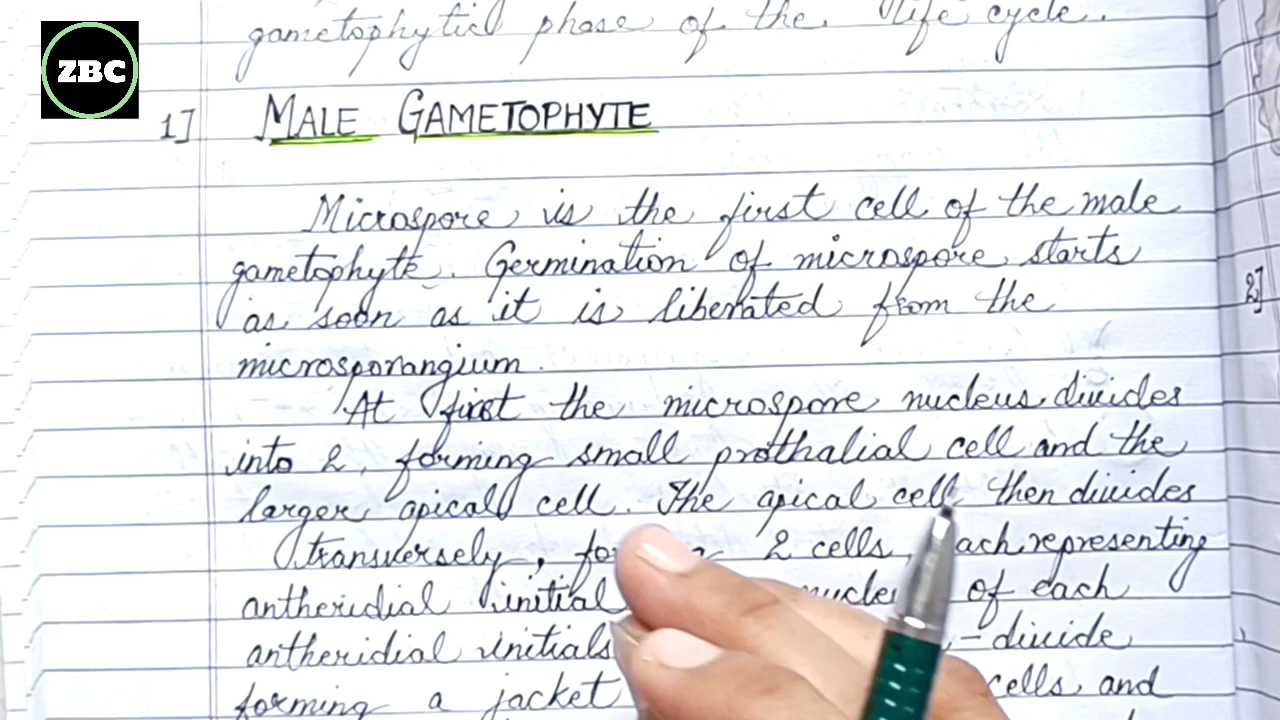 gametophytic phase of the life cycle.
ZBC
1] MALE GAMETOPHYTE
Microspore is the first cell of the male
gametophyte. Germination of microspore starts
as soon as it is liberated from the
2]
microsporangium.
At first the microspore nucleus divides
into 2, forming small prothalial cell and the
larger apical cell. The apical cell then divides
transversely, 2 cells, each representing
antheridial initial of each
antheridial initials - divide
forming a jacket cells and